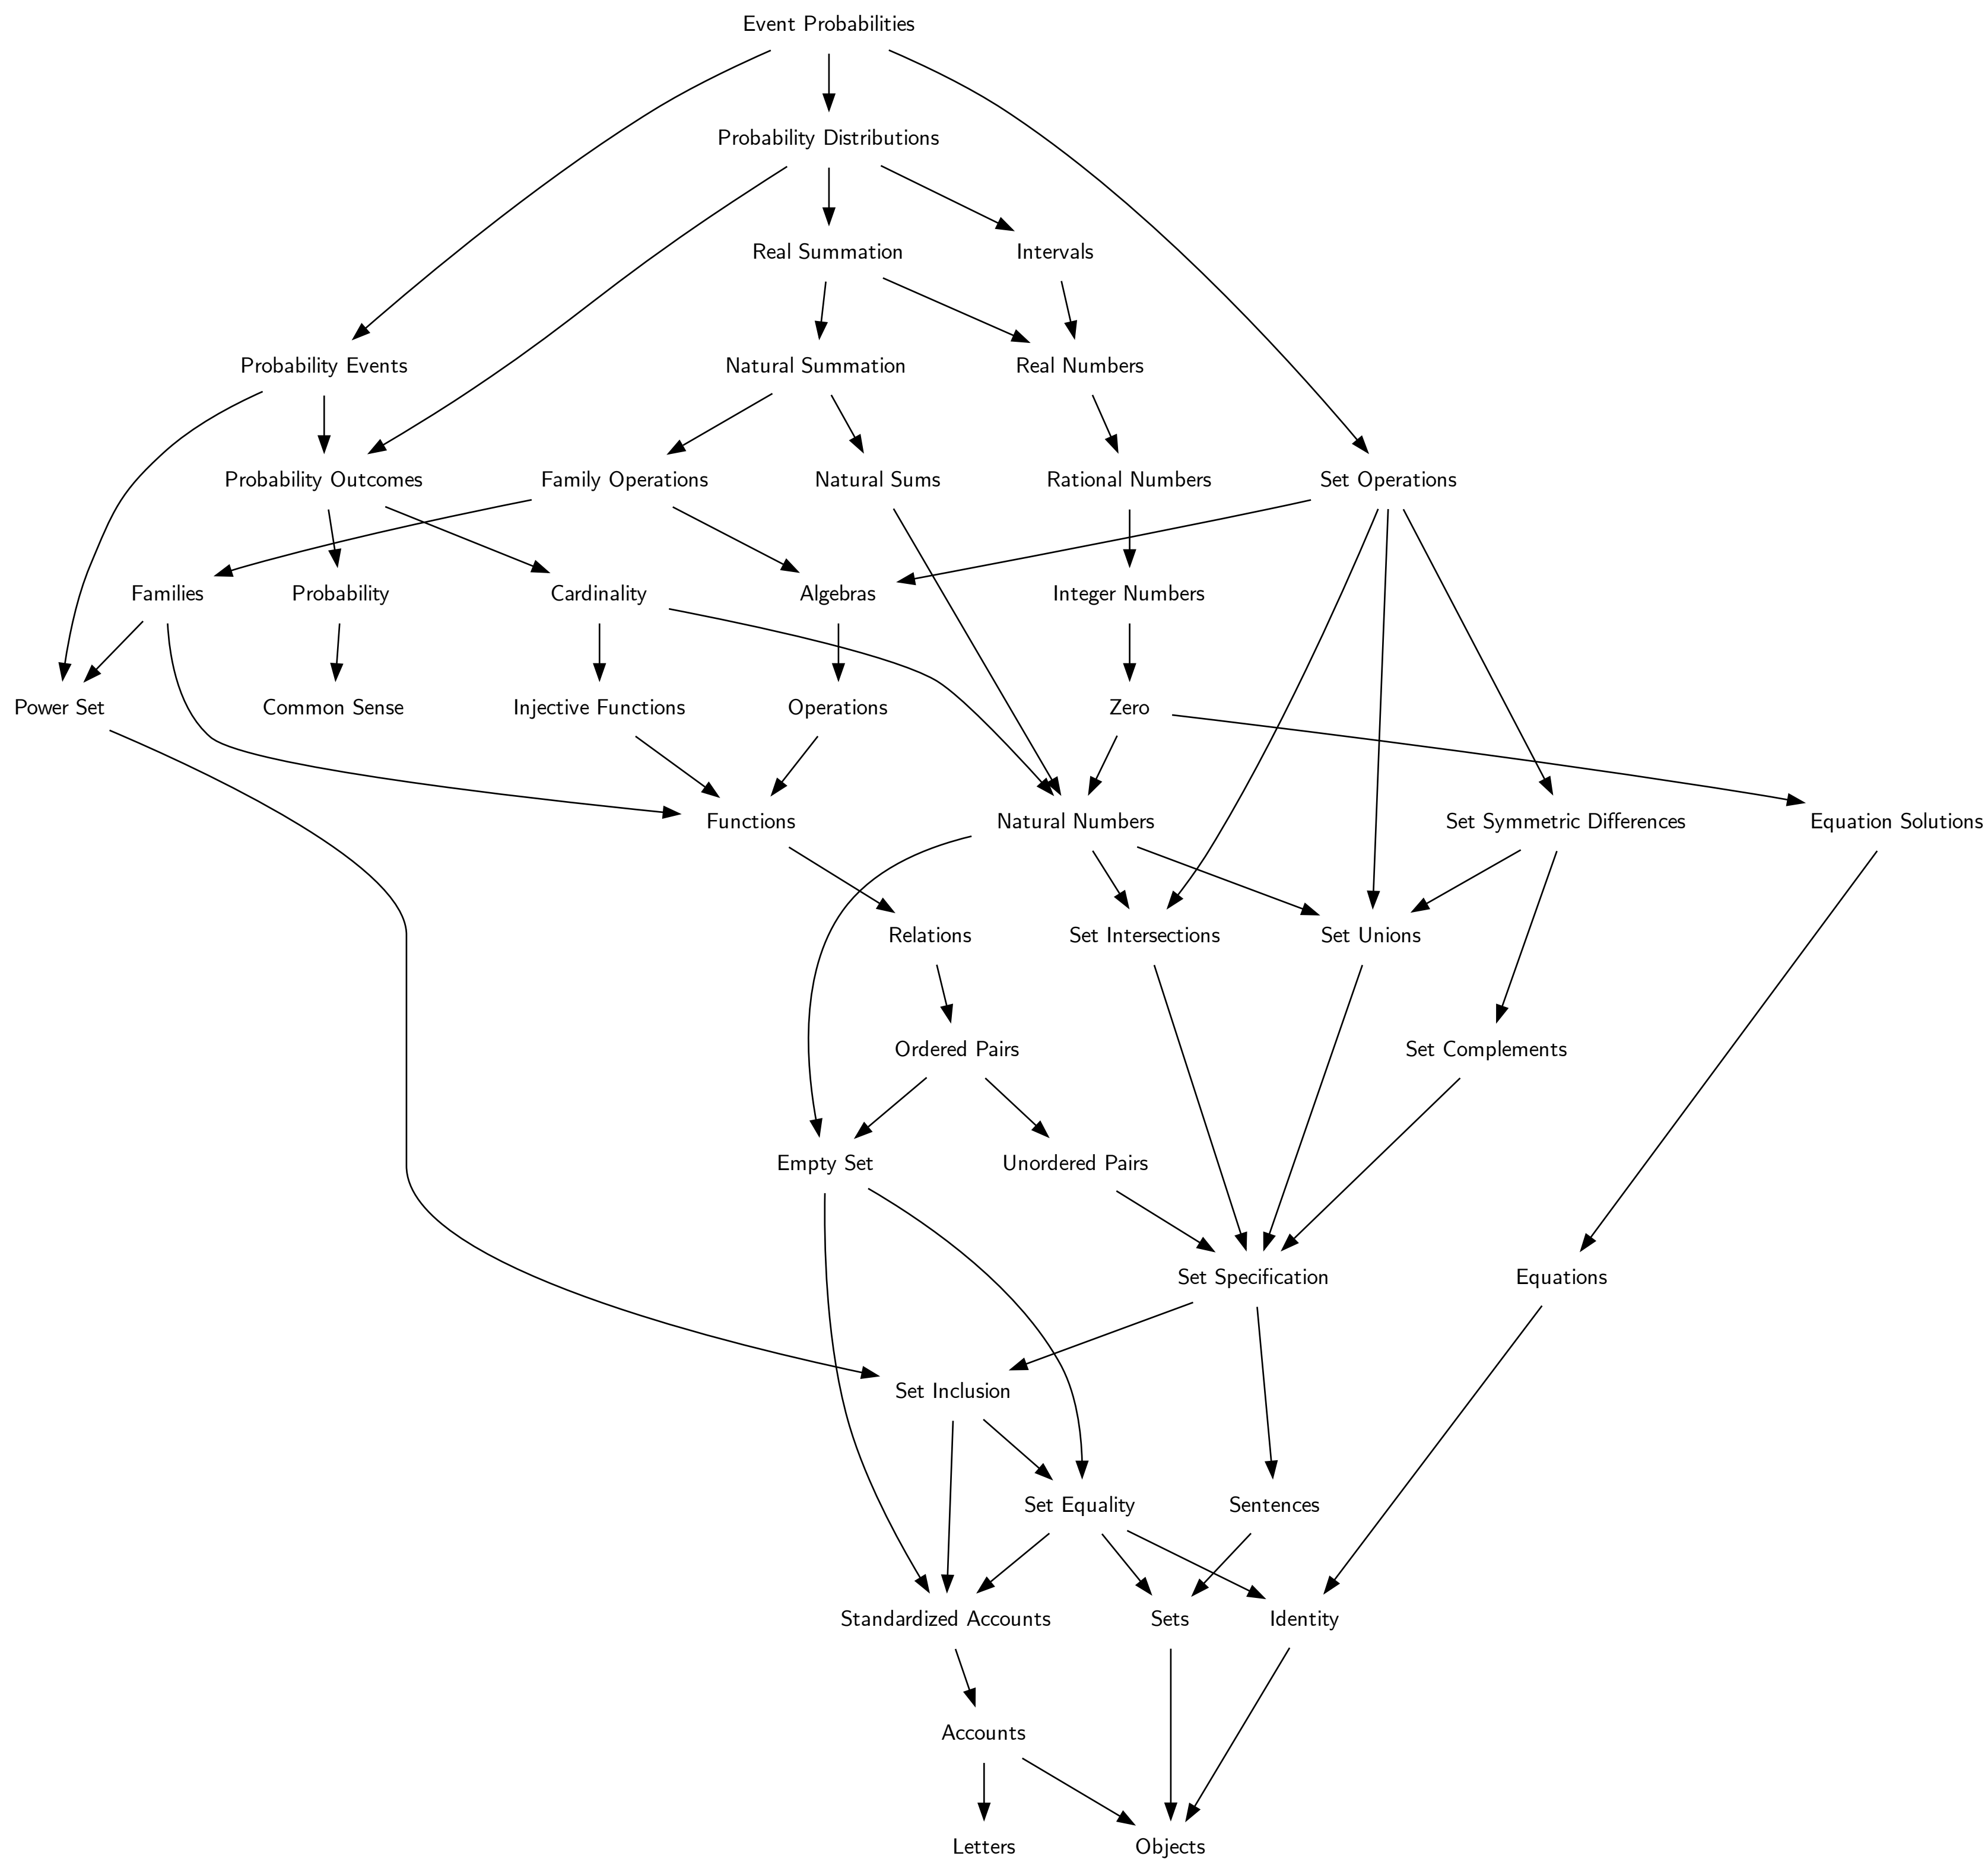 Event Probabilities
Probability Distributions
Real Summation
Intervals
Probability Events
Natural Summation
Real Numbers
Probability Outcomes
Family Operations
Natural Sums
Rational Numbers
Set Operations
Families
Probability
Cardinality
Algebras
Integer Numbers
Power Set
Common Sense
Injective Functions
Operations
Zero
Functions
Natural Numbers
Set Symmetric Differences
Equation Solutions
Relations
Set Intersections
Set Unions
Ordered Pairs
Set Complements
Empty Set
Unordered Pairs
Set Specification
Equations
Set Inclusion
Set Equality
Sentences
Standardized Accounts
Sets
Identity
Accounts
Letters
Objects